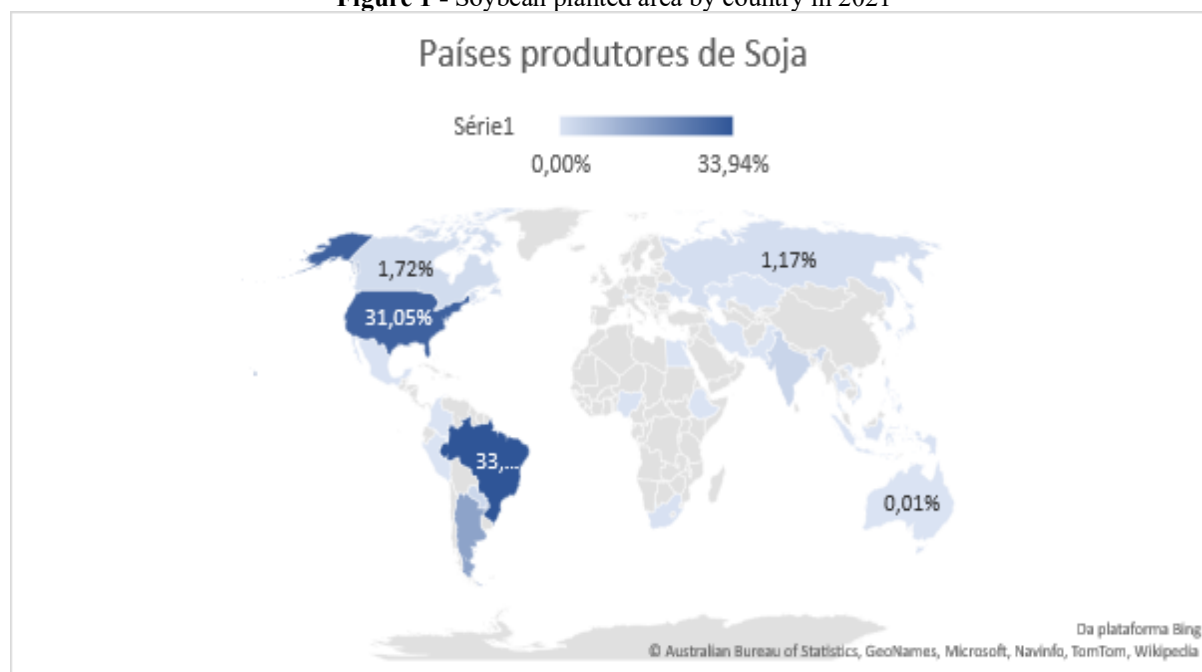 Figure 1 - Soybean planted area by country in 2021
Países produtores de Soja
Série1
0,00% 33,94%
1,72%
1,17%
31,05%
33,...
0,01%
Da plataforma Bing
© Australian Bureau of Statistics, GeoNames, Microsoft, Navinfo, TomTom, Wikipedia